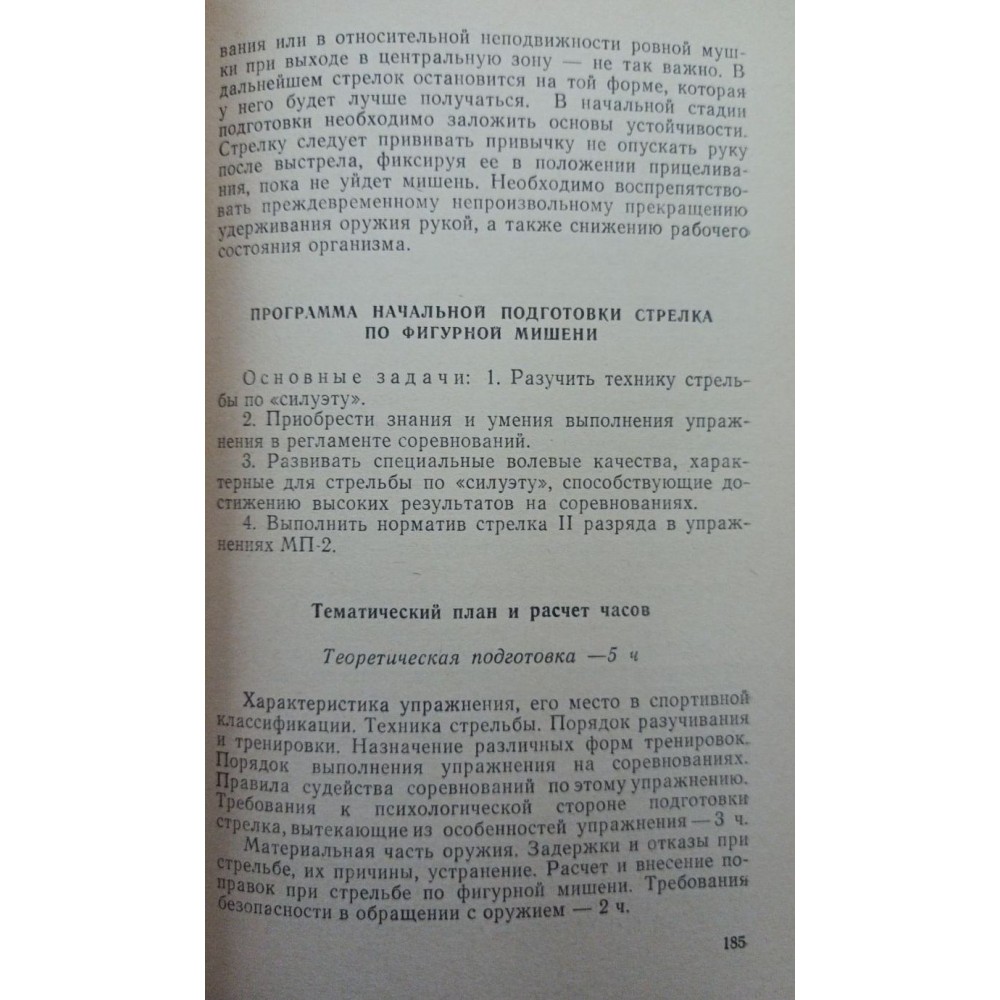 вания или в относительной неподвижности ровной муш-
ки при выходе в центральную зону — не так важно. В
дальнейшем стрелок остановится на той форме, которая
у него будет лучше получаться. В начальной стадии
подготовки необходимо заложить основы устойчивости.
Стрелку следует прививать привычку не опускать руку
после выстрела, фиксируя ее в положении прицелива-
ния, пока не уйдет мишень. Необходимо воспрепятство-
вать преждевременному непроизвольному прекращению
удерживания оружия рукой, а также снижению рабочего
состояния организма.
ПРОГРАММА НАЧАЛЬНОЙ ПОДГОТОВКИ СТРЕЛКА
ПО ФИГУРНОЙ МИШЕНИ
Основные задачи: 1. Разучить технику стрель-
бы по «силуэту».
2. Приобрести знания и умения выполнения упраж-
нения в регламенте соревнований.
3. Развивать специальные волевые качества, харак-
терные для стрельбы по «силуэту», способствующие до-
стижению высоких результатов на соревнованиях.
4. Выполнить норматив стрелка II разряда в упраж-
нениях МП-2.
Тематический план и расчет часов
Теоретическая подготовка —5 ч
Характеристика упражнения, его место в спортивной
классификации. Техника стрельбы. Порядок разучивания
и тренировки. Назначение различных форм тренировок.
Порядок выполнения упражнения на соревнованиях.
Правила судейства соревнований по этому упражнению.
Требования к психологической стороне подготовки
стрелка, вытекающие из особенностей упражнения — 3 ч.
Материальная часть оружия. Задержки и отказы при
стрельбе, их причины, устранение. Расчет и внесение по-
правок при стрельбе по фигурной мишени. Требования
безопасности в обращении с оружием — 2 ч.
185